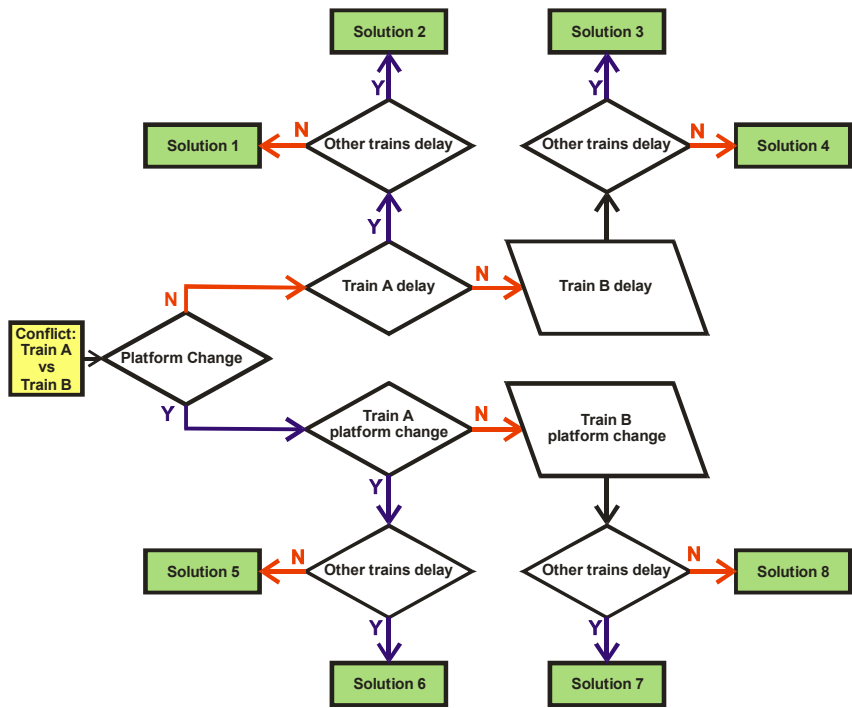 Solution 2
Solution 3
Y
Y
N
N
Solution 1
Other trains delay
Other trains delay
Solution 4
Y
Train A delay
N
Train B delay
N
Conflict:
Train A
vs
Train B
Platform Change
Y
Train A
platform change
N
Train B
platform change
Y
Solution 5
N
Other trains delay
Other trains delay
N
Solution 8
Y
Y
Solution 6
Solution 7